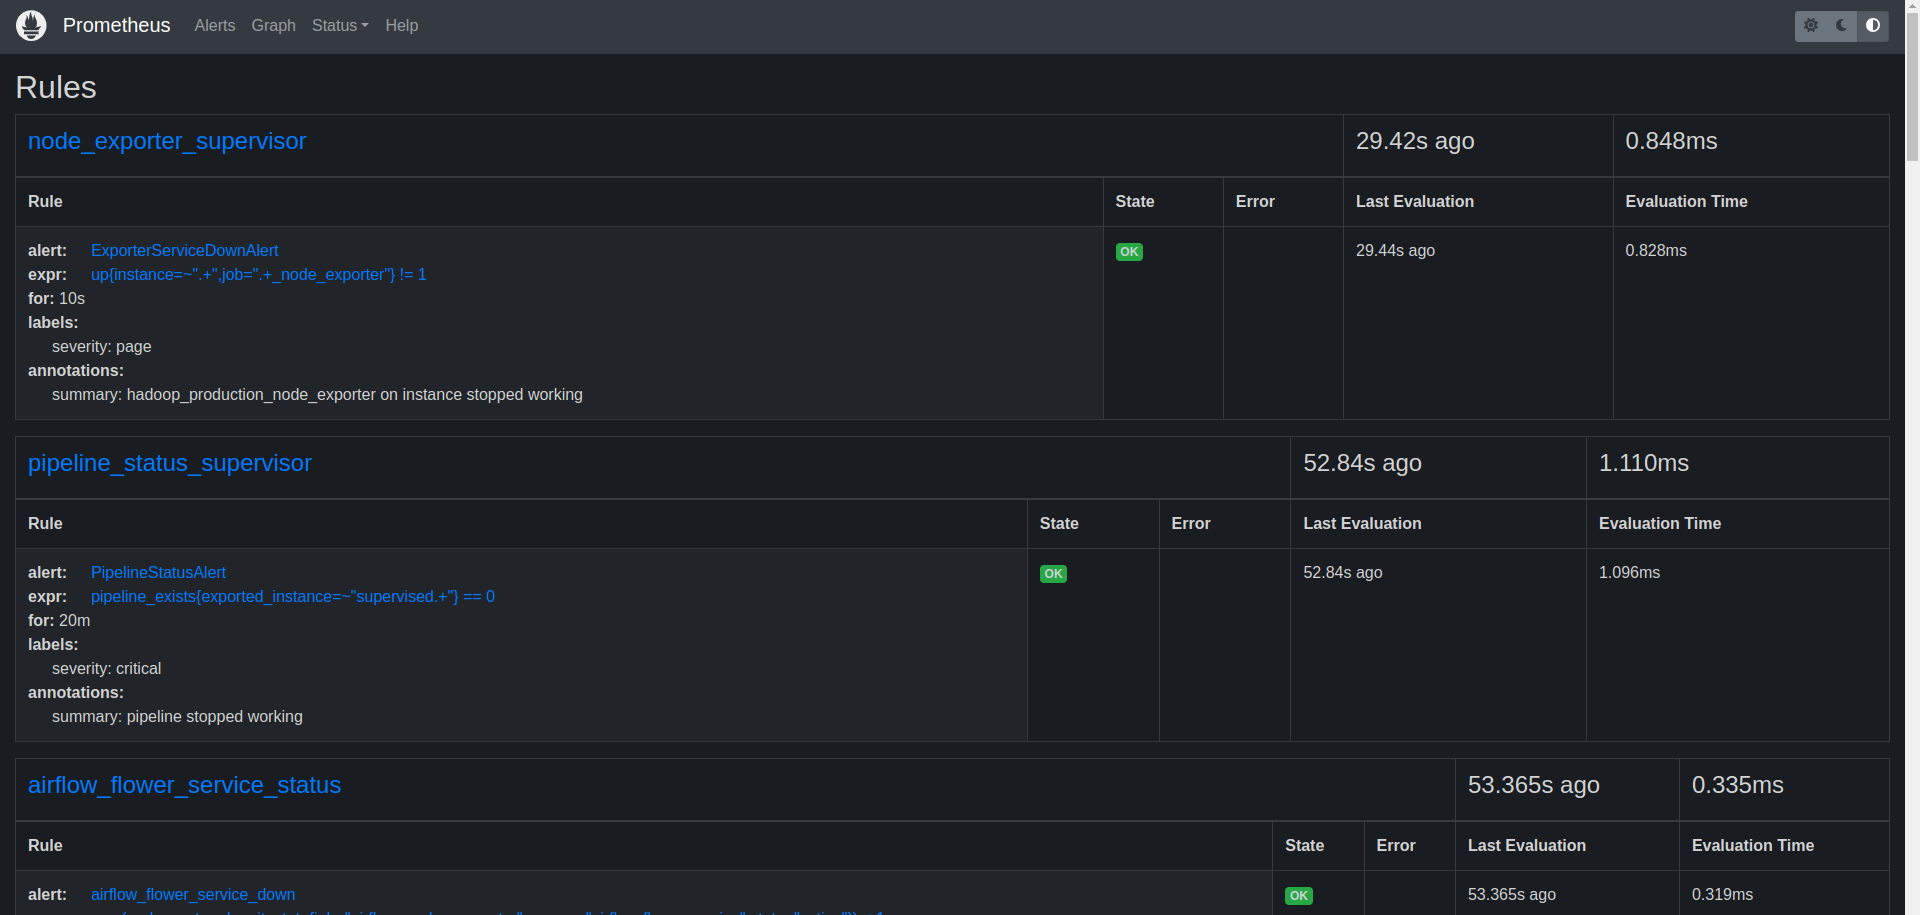 Prometheus Alerts Graph Status Help
Rules
node_exporter_supervisor 29.42s ago 0.848ms
Rule State Error Last Evaluation Evaluation Time
alert: ExporterServiceDownAlert OK 29.44s ago 0.828ms
expr: up{instance=~".+",job=".+_node_exporter"} != 1
for: 10s
labels:
severity: page
annotations:
summary: hadoop_production_node_exporter on instance stopped working
pipeline_status_supervisor 52.84s ago 1.110ms
Rule State Error Last Evaluation Evaluation Time
alert: PipelineStatusAlert OK 52.84s ago 1.096ms
expr: pipeline_exists{exported_instance=~"supervised.+"} == 0
for: 20m
labels:
severity: critical
annotations:
summary: pipeline stopped working
airflow_flower_service_status 53.365s ago 0.335ms
Rule State Error Last Evaluation Evaluation Time
alert: airflow_flower_service_down OK 53.365s ago 0.319ms